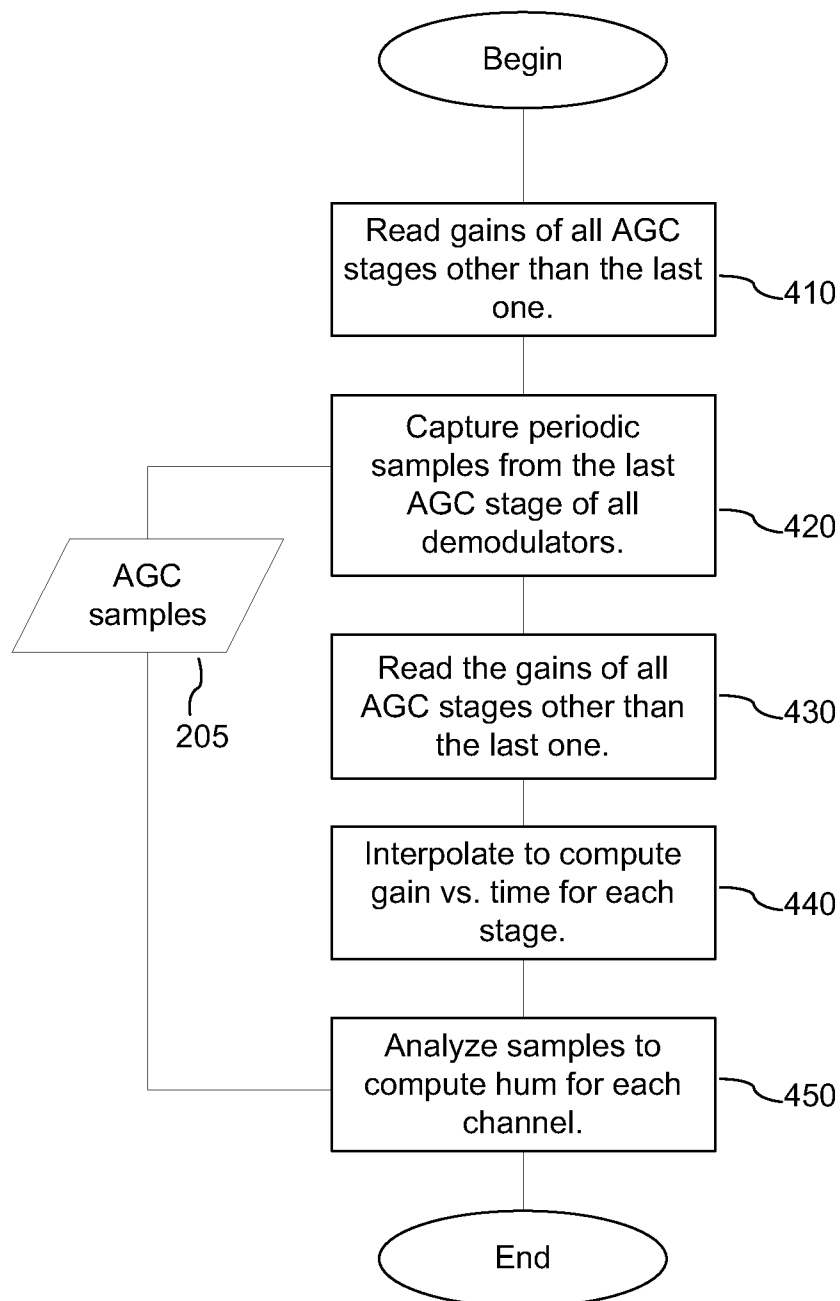 Begin
Read gains of all AGC
stages other than the last
one.
410
Capture periodic
samples from the last
AGC stage of all
demodulators.
420
AGC
samples
205
Read the gains of all
AGC stages other than
the last one.
430
Interpolate to compute
gain vs. time for each
stage.
440
Analyze samples to
compute hum for each
channel.
450
End